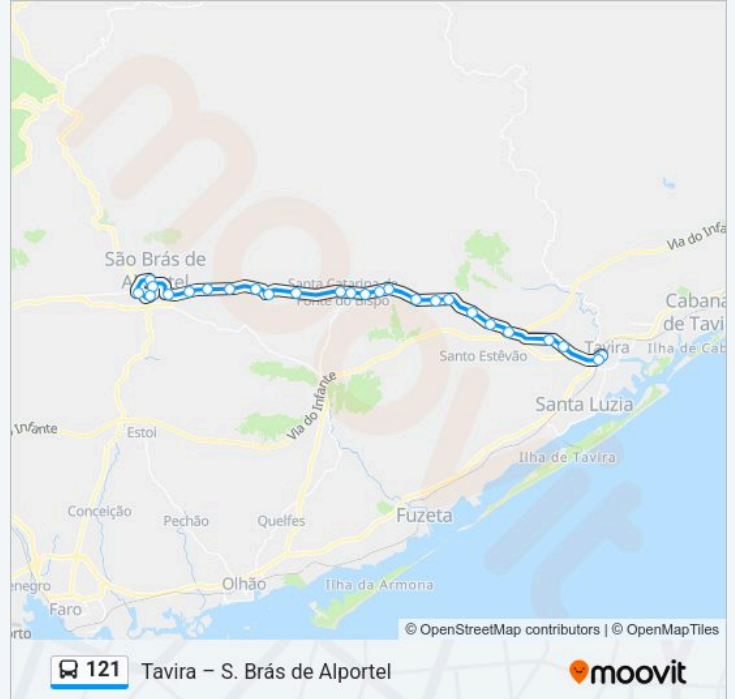 Via do Infa
São Brás de
Alportel
Santa Catarina da
Fonte do Bispo
Cabana
de Tavi
Tavira
Ilha de Cab
Santo Estêvão
Via do Infante
Santa Luzia
o Infante
Estol
Ilha de Tavira
Conceição
Pechão
Quelfes
Fuzeta
Olhão
Ilha da Armona
enegro
Faro
orto
© OpenStreetMap contributors | © OpenMapTiles
121 Tavira – S. Brás de Alportel
moovit
moovit